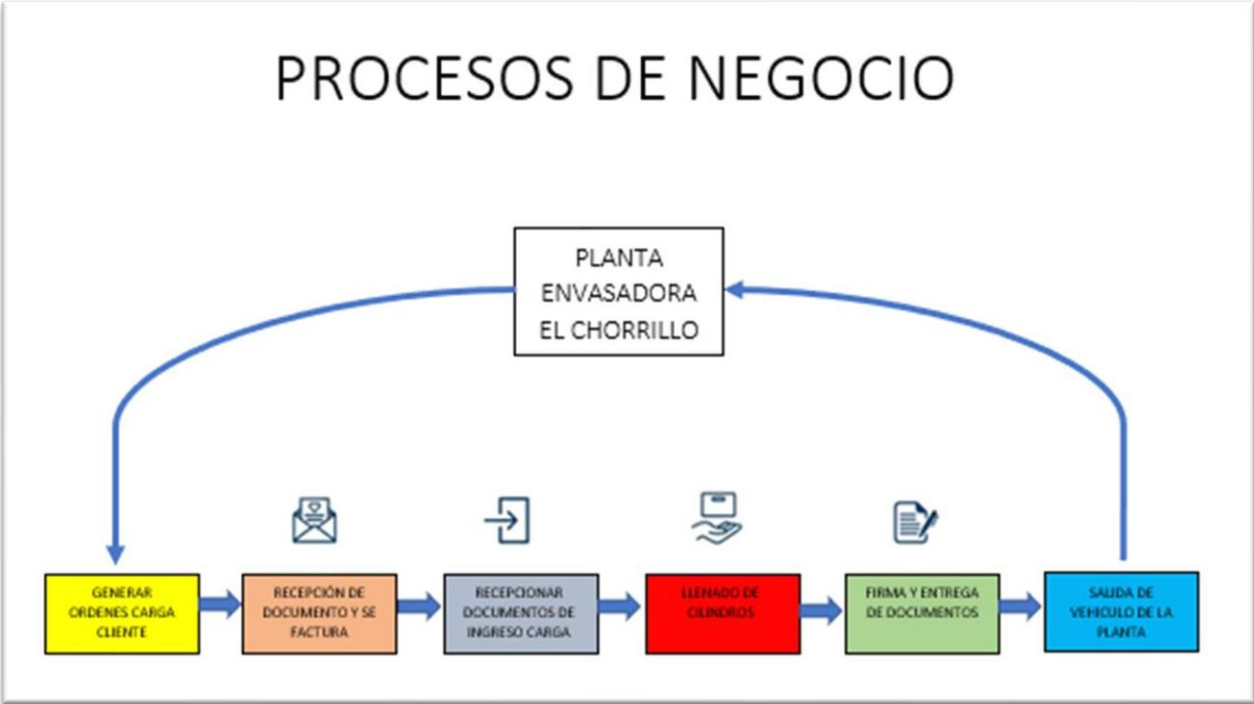 PROCESOS DE NEGOCIO
PLANTA
ENVASADORA
EL CHORRILLO
GENERAR
ORDENES CARGA
CLIENTE
RECEPCIÓN DE
DOCUMENTO Y SE
FACTURA
RECEPCIONAR
DOCUMENTOS DE
INGRESO CARGA
LLENADO DE
CILINDROS
FIRMA Y ENTREGA
DE DOCUMENTOS
SALIDA DE
VEHICULO DE LA
PLANTA